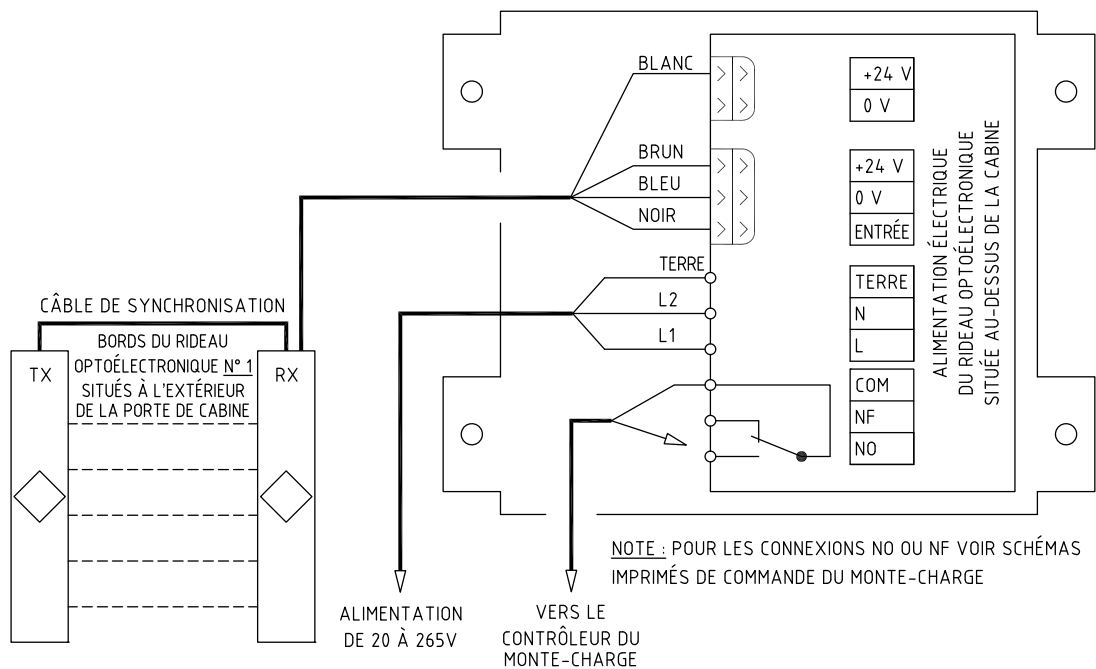 BLANC
BRUN
BLEU
NOIR
TERRE
L2
L1
+24 V
0 V
+24 V
0 V
ENTRÉE
TERRE
N
L
COM
NF
NO
ALIMENTATION ÉLECTRIQUE
DU RIDEAU OPTOÉLECTRONIQUE
SITUÉE AU-DESSUS DE LA CABINE
CÂBLE DE SYNCHRONISATION
TX
BORDS DU RIDEAU
OPTOÉLECTRONIQUE N° 1
SITUÉS À L'EXTÉRIEUR
DE LA PORTE DE CABINE
RX
ALIMENTATION
DE 20 À 265V
VERS LE
CONTRÔLEUR DU
MONTE-CHARGE
NOTE : POUR LES CONNEXIONS NO OU NF VOIR SCHÉMAS
IMPRIMÉS DE COMMANDE DU MONTE-CHARGE